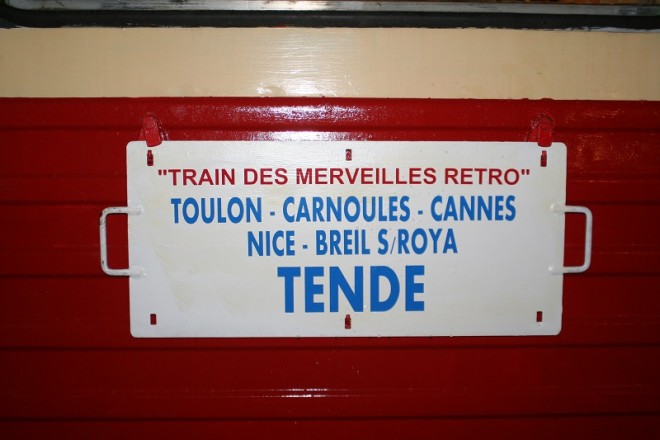 "TRAIN DES MERVEILLES RETRO"
TOULON - CARNOULES - CANNES
NICE - BREIL S/ROYA
TENDE